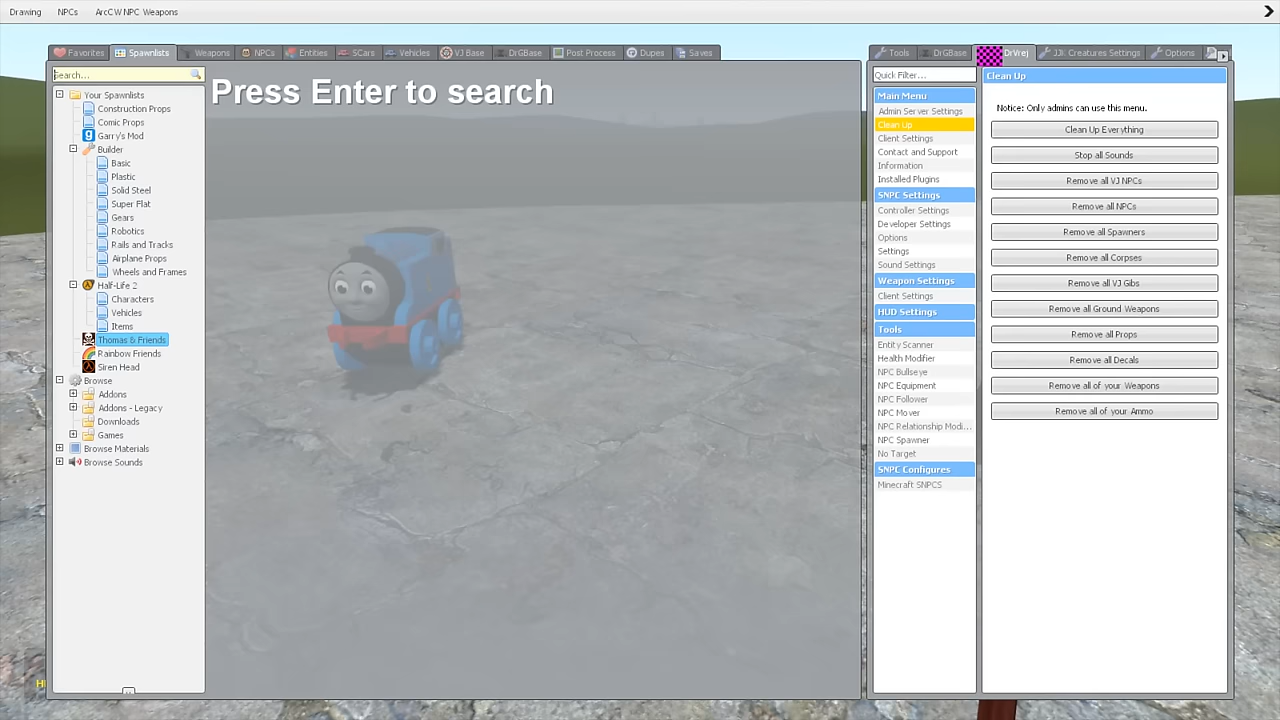 Drawing NPCs ArcCW NPC Weapons
Favorites Spawnlists Weapons NPCs Entities SCars Vehicles VJ Base DrGBase Post Process Dupes Saves
Search...
Press Enter to search
Your Spawnlists
Construction Props
Comic Props
Garry's Mod
Builder
Basic
Plastic
Solid Steel
Super Flat
Gears
Robotics
Rails and Tracks
Airplane Props
Wheels and Frames
Half-Life 2
Characters
Vehicles
Items
Thomas & Friends
Rainbow Friends
Siren Head
Browse
Addons
Addons - Legacy
Downloads
Games
Browse Materials
Browse Sounds
Tools DrGBase DrVrej JJK Creatures Settings Options
Quick Filter...
Main Menu
Admin Server Settings
Clean Up
Client Settings
Contact and Support
Information
Installed Plugins
SNPC Settings
Controller Settings
Developer Settings
Options
Settings
Sound Settings
Weapon Settings
Client Settings
HUD Settings
Tools
Entity Scanner
Health Modifier
NPC Bullseye
NPC Equipment
NPC Follower
NPC Mover
NPC Relationship Modi...
NPC Spawner
No Target
SNPC Configures
Minecraft SNPCS
Clean Up
Notice: Only admins can use this menu.
Clean Up Everything
Stop all Sounds
Remove all VJ NPCs
Remove all NPCs
Remove all Spawners
Remove all Corpses
Remove all VJ Gibs
Remove all Ground Weapons
Remove all Props
Remove all Decals
Remove all of your Weapons
Remove all of your Ammo